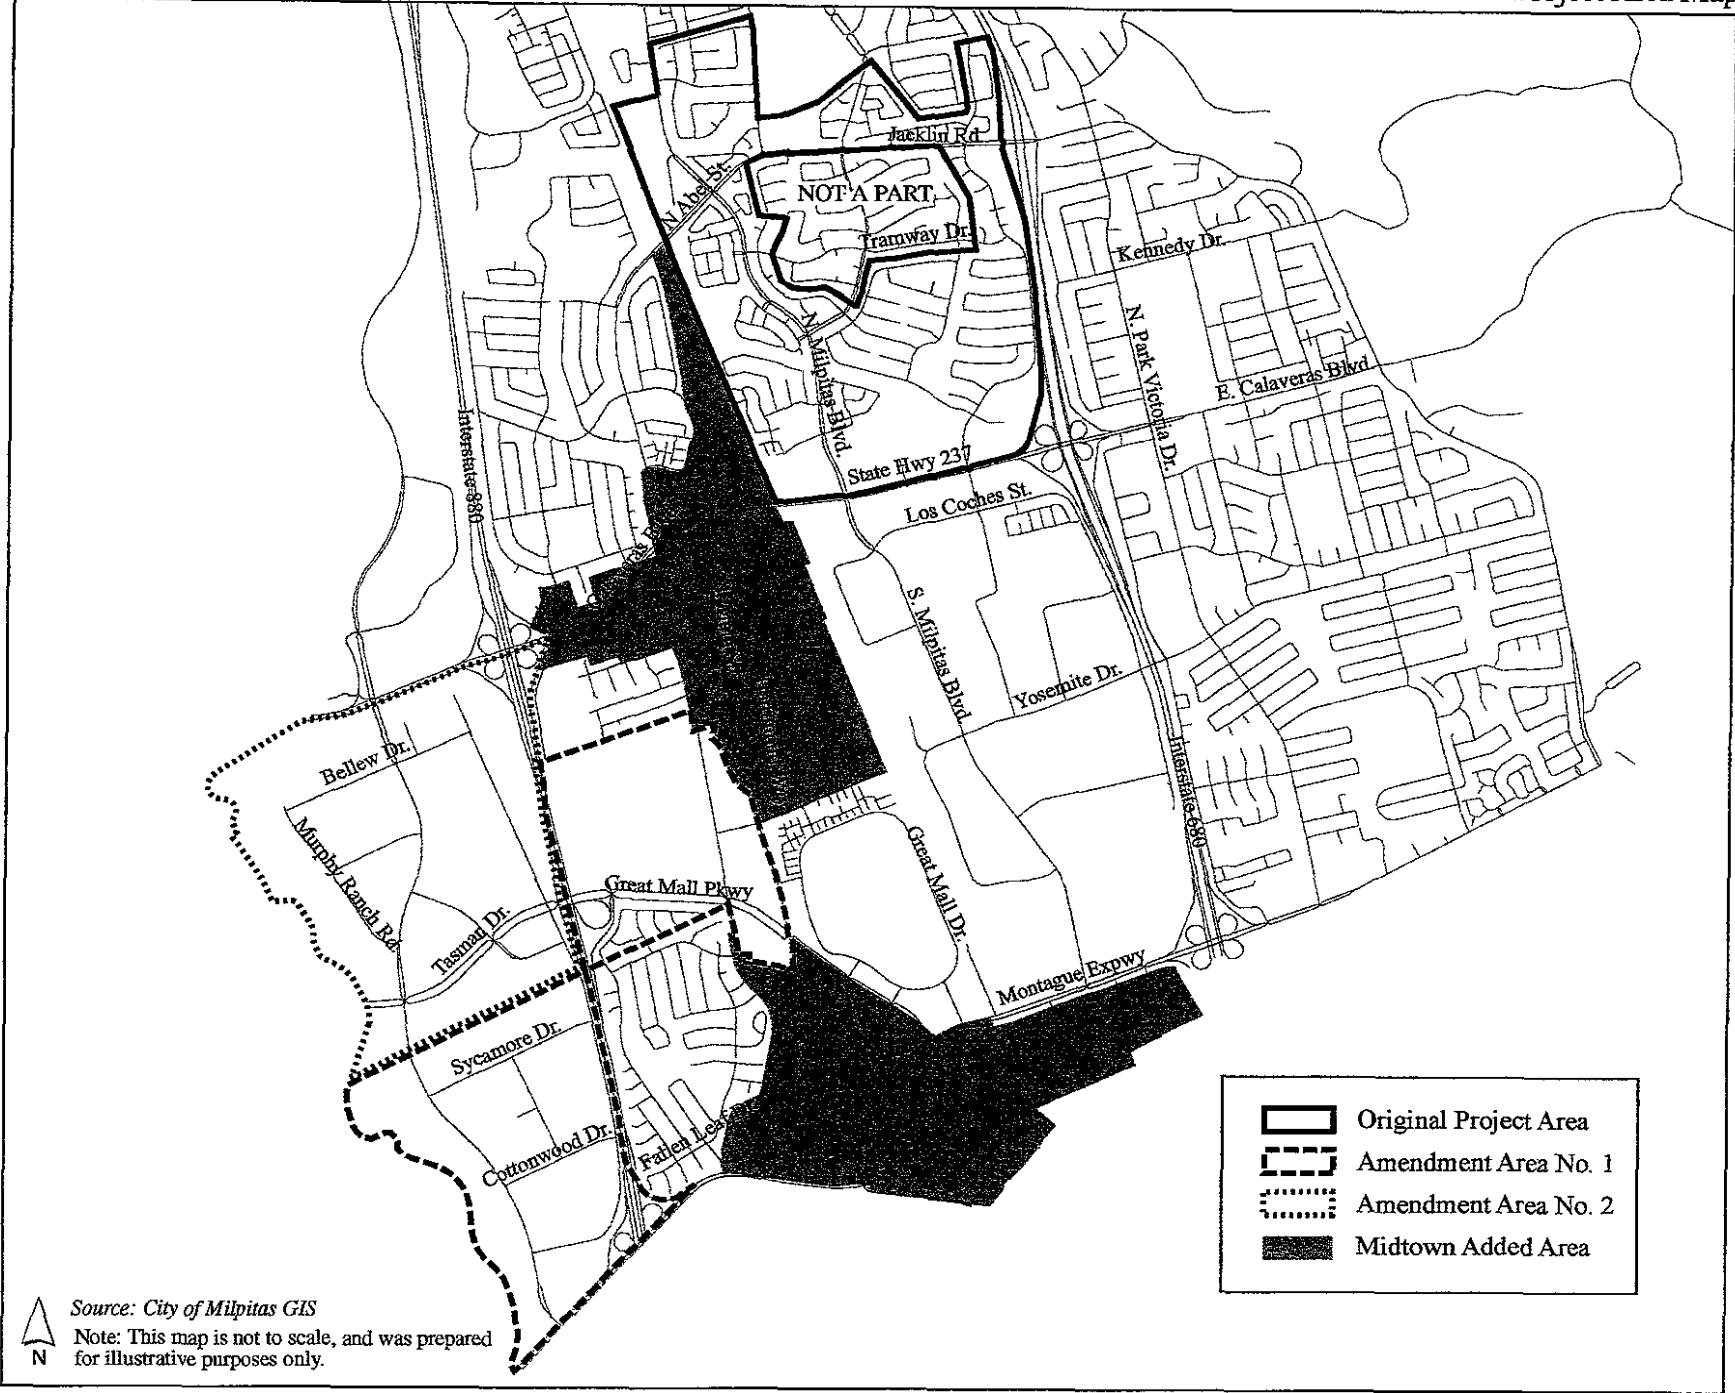 Map
Jacklin Rd.
N Abel St.
NOT A PART
Tramway Dr.
Kennedy Dr.
N. Milpitas Blvd.
N. Park Victoria Dr.
E. Calaveras Blvd.
Interstate 880
State Hwy 237
Los Coches St.
S. Milpitas Blvd.
Yosemite Dr.
Bellew Dr.
Interstate 680
Murphy Ranch Rd.
Great Mall Pkwy
Great Mall Dr.
Tasman Dr.
Montague Expwy
Sycamore Dr.
Cottonwood Dr.
Fallen Leaf
Original Project Area
Amendment Area No. 1
Amendment Area No. 2
Midtown Added Area
Source: City of Milpitas GIS
Note: This map is not to scale, and was prepared
for illustrative purposes only.
N